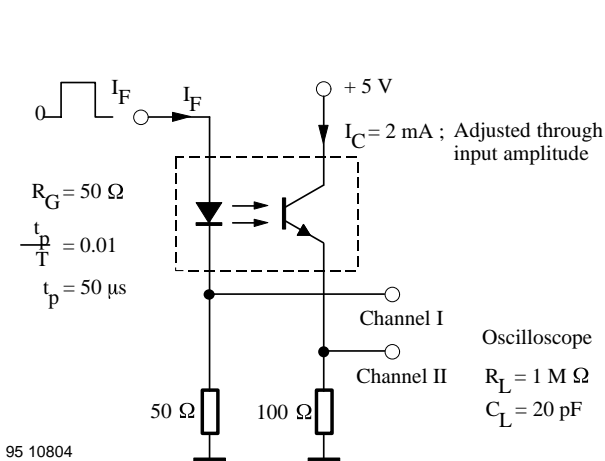 + 5 V
0
I_F
I_F
I_C = 2 mA ; Adjusted through
input amplitude
R_G = 50 Ω
t_p
T
= 0.01
t_p = 50 μs
Channel I
Channel II
Oscilloscope
R_L = 1 M Ω
C_L = 20 pF
50 Ω
100 Ω
95 10804